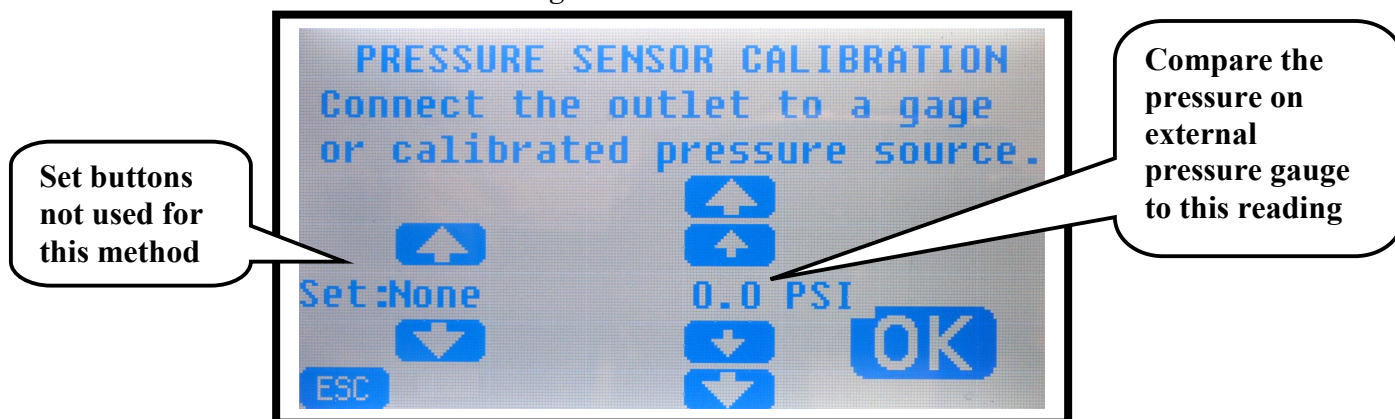 PRESSURE SENSOR CALIBRATION
Connect the outlet to a gage
or calibrated pressure source.
Set:None
0.0 PSI
OK
ESC
Set buttons
not used for
this method
Compare the
pressure on
external
pressure gauge
to this reading